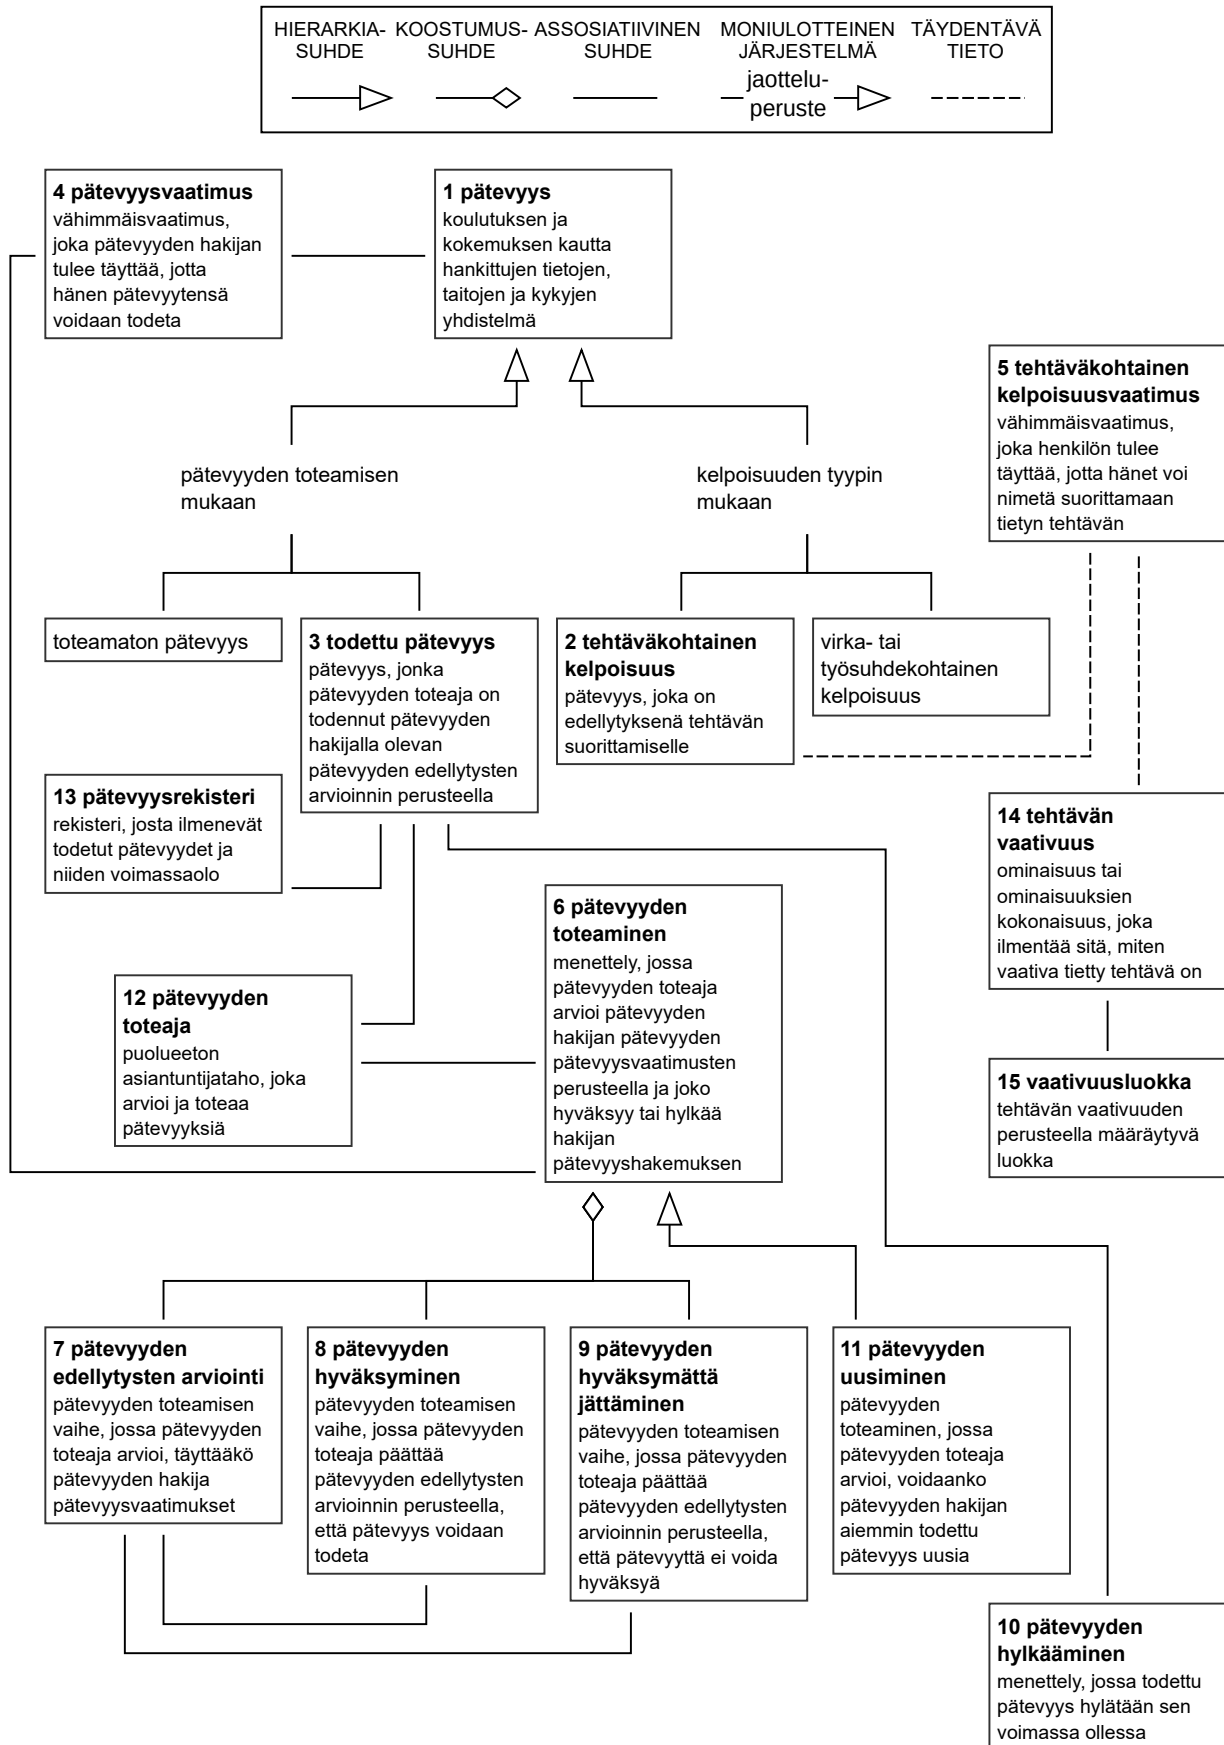 HIERARKIA-
SUHDE
KOOSTUMUS-
SUHDE
ASSOSIATIIVINEN
SUHDE
MONIULOTTEINEN
JÄRJESTELMÄ
TÄYDENTÄVÄ
TIETO
jaottelu-
peruste
4 pätevyysvaatimus
vähimmäisvaatimus,
joka pätevyyden hakijan
tulee täyttää, jotta
hänen pätevyytensä
voidaan todeta
1 pätevyys
koulutuksen ja
kokemuksen kautta
hankittujen tietojen,
taitojen ja kykyjen
yhdistelmä
5 tehtäväkohtainen
kelpoisuusvaatimus
vähimmäisvaatimus,
joka henkilön tulee
täyttää, jotta hänet voi
nimetä suorittamaan
tietyn tehtävän
pätevyyden toteamisen
mukaan
kelpoisuuden tyypin
mukaan
toteamaton pätevyys
3 todettu pätevyys
pätevyys, jonka
pätevyyden toteaja on
todennut pätevyyden
hakijalla olevan
pätevyyden edellytysten
arvioinnin perusteella
2 tehtäväkohtainen
kelpoisuus
pätevyys, joka on
edellytyksenä tehtävän
suorittamiselle
virka- tai
työsuhdekohtainen
kelpoisuus
13 pätevyysrekisteri
rekisteri, josta ilmenevät
todetut pätevyydet ja
niiden voimassaolo
14 tehtävän
vaativuus
ominaisuus tai
ominaisuuksien
kokonaisuus, joka
ilmentää sitä, miten
vaativa tietty tehtävä on
6 pätevyyden
toteaminen
menettely, jossa
pätevyyden toteaja
arvioi pätevyyden
hakijan pätevyyden
pätevyysvaatimusten
perusteella ja joko
hyväksyy tai hylkää
hakijan
pätevyyshakemuksen
12 pätevyyden
toteaja
puolueeton
asiantuntijataho, joka
arvioi ja toteaa
pätevyyksiä
15 vaativuusluokka
tehtävän vaativuuden
perusteella määräytyvä
luokka
7 pätevyyden
edellytysten arviointi
pätevyyden toteamisen
vaihe, jossa pätevyyden
toteaja arvioi, täyttääkö
pätevyyden hakija
pätevyysvaatimukset
8 pätevyyden
hyväksyminen
pätevyyden toteamisen
vaihe, jossa pätevyyden
toteaja päättää
pätevyyden edellytysten
arvioinnin perusteella,
että pätevyys voidaan
todeta
9 pätevyyden
hyväksymättä
jättäminen
pätevyyden toteamisen
vaihe, jossa pätevyyden
toteaja päättää
pätevyyden edellytysten
arvioinnin perusteella,
että pätevyyttä ei voida
hyväksyä
11 pätevyyden
uusiminen
pätevyyden
toteaminen, jossa
pätevyyden toteaja
arvioi, voidaanko
pätevyyden hakijan
aiemmin todettu
pätevyys uusia
10 pätevyyden
hylkääminen
menettely, jossa todettu
pätevyys hylätään sen
voimassa ollessa